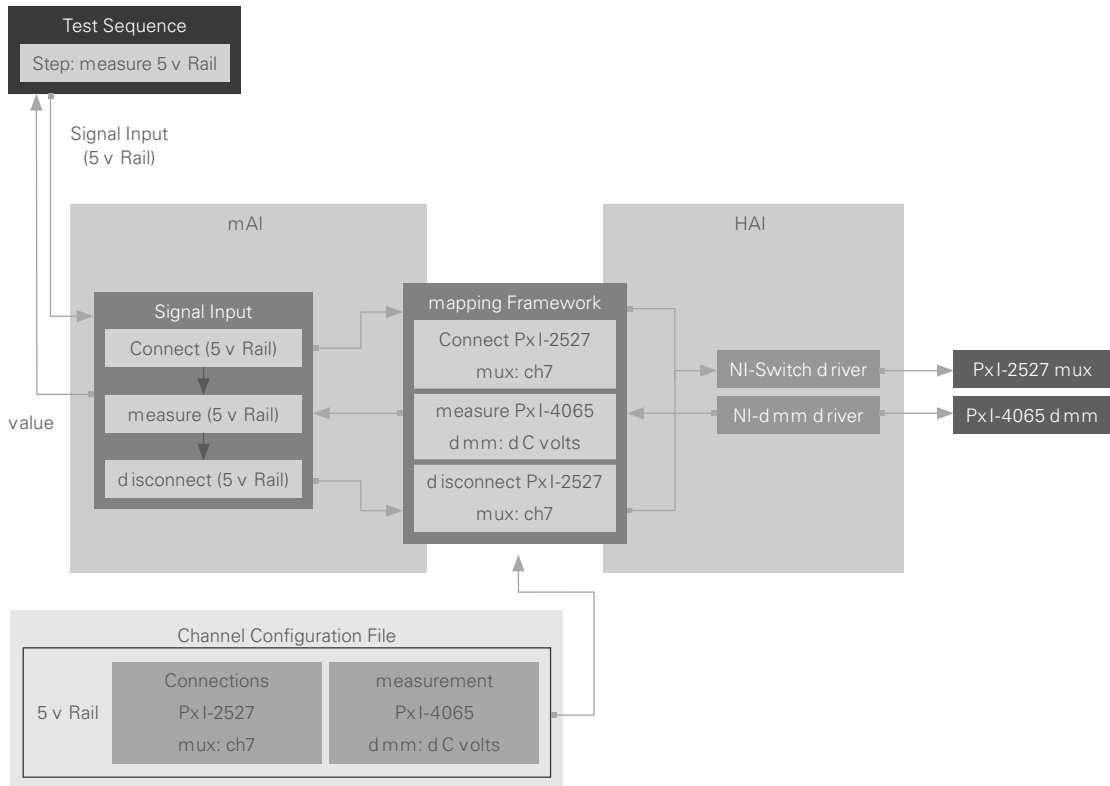 Test Sequence
Step: measure 5 v Rail
Signal Input
(5 v Rail)
mAI
HAI
Signal Input
Connect (5 v Rail)
measure (5 v Rail)
disconnect (5 v Rail)
value
mapping Framework
Connect PxI-2527
mux: ch7
measure PxI-4065
dmm: dC volts
disconnect PxI-2527
mux: ch7
NI-Switch driver
NI-dmm driver
PxI-2527 mux
PxI-4065 dmm
Channel Configuration File
5 v Rail
Connections
PxI-2527
mux: ch7
measurement
PxI-4065
dmm: dC volts